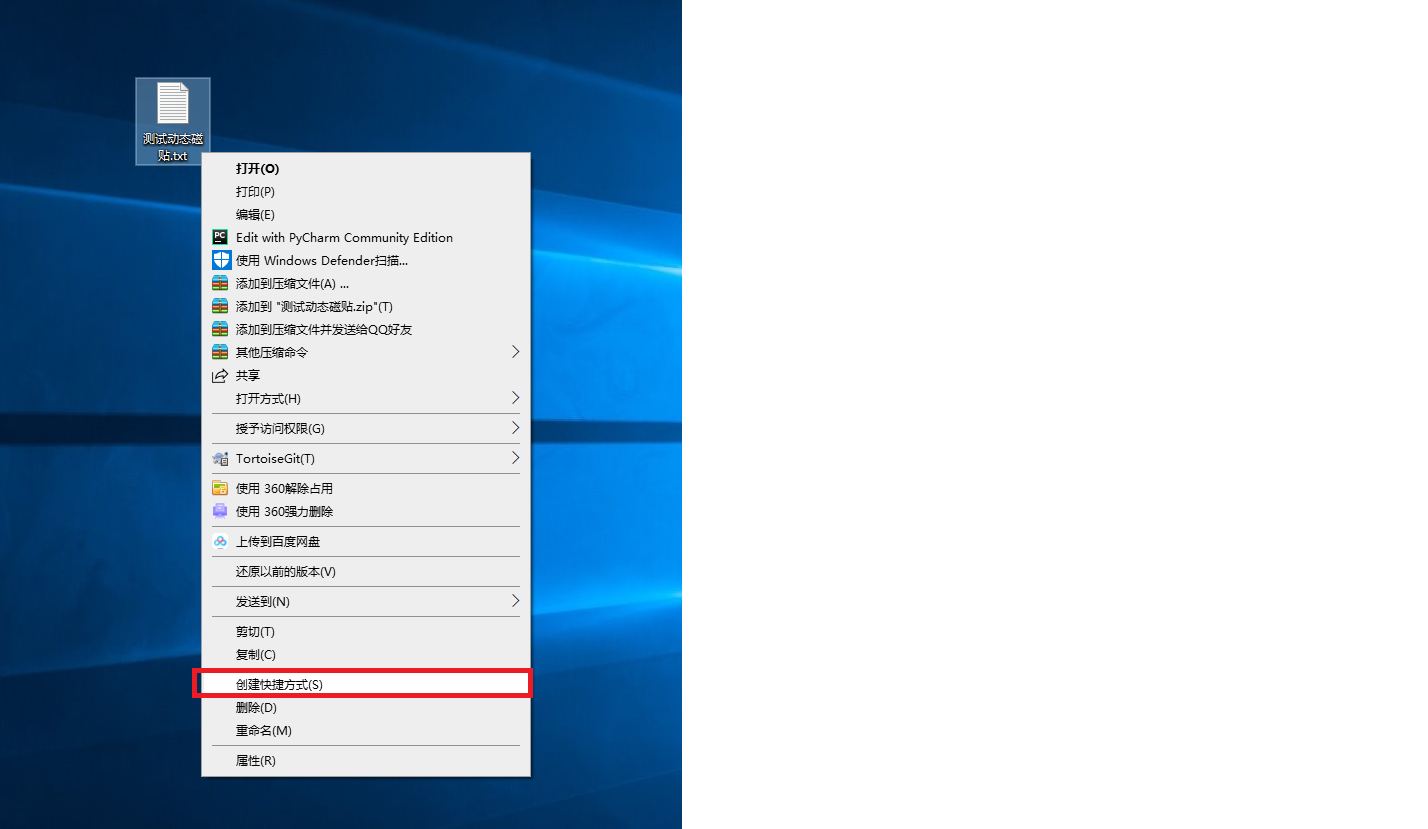 测试动态磁
贴.txt
打开(O)
打印(P)
编辑(E)
PC
Edit with PyCharm Community Edition
使用 Windows Defender扫描...
添加到压缩文件(A) ...
添加到 "测试动态磁贴.zip"(T)
添加到压缩文件并发送给QQ好友
其他压缩命令
共享
打开方式(H)
授予访问权限(G)
TortoiseGit(T)
使用 360解除占用
使用 360强力删除
上传到百度网盘
还原以前的版本(V)
发送到(N)
剪切(T)
复制(C)
创建快捷方式(S)
删除(D)
重命名(M)
属性(R)